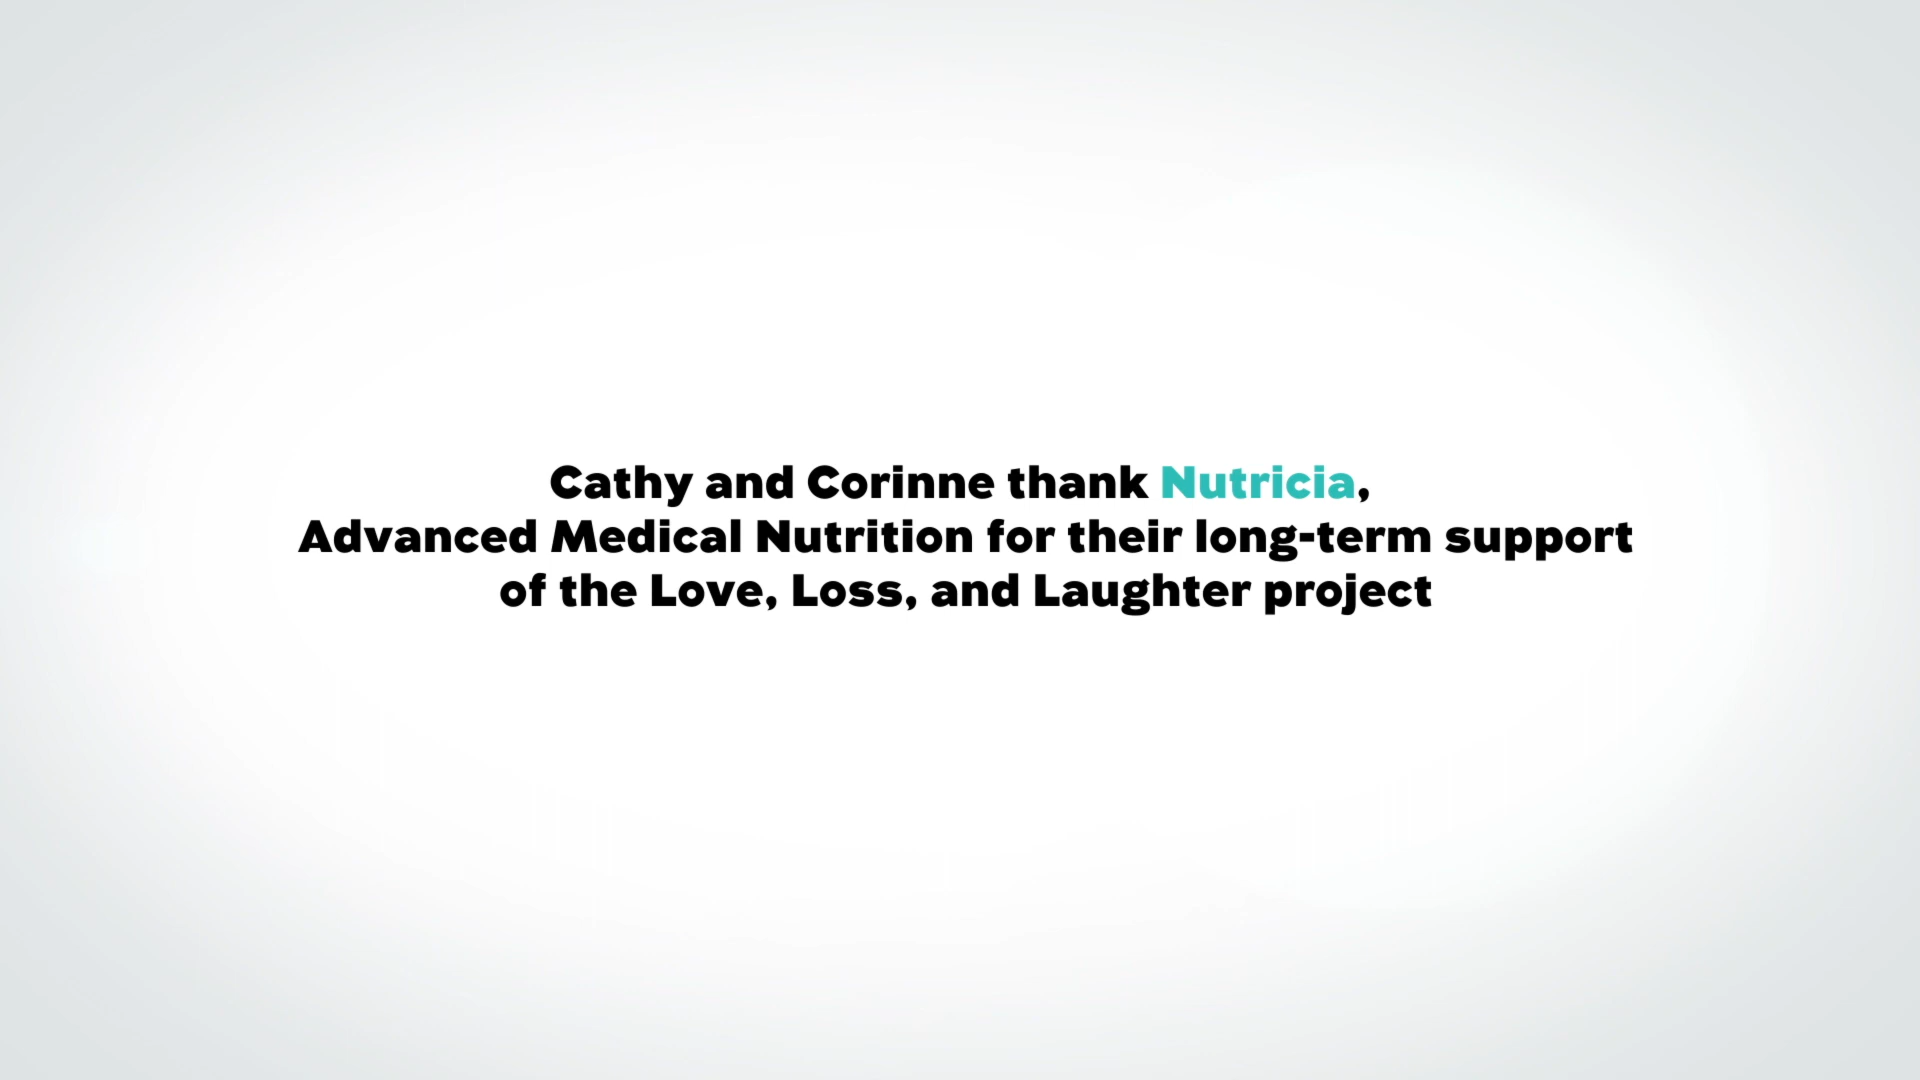 Cathy and Corinne thank Nutricia,
Advanced Medical Nutrition for their long-term support
of the Love, Loss, and Laughter project